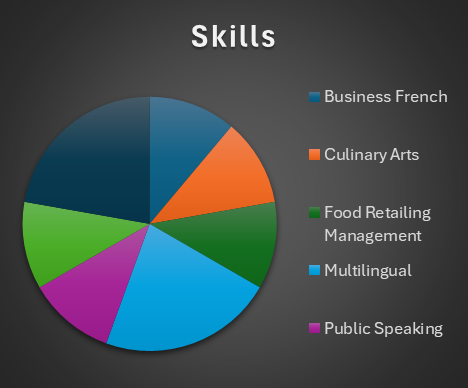 Skills
Business French
Culinary Arts
Food Retailing
Management
Multilingual
Public Speaking